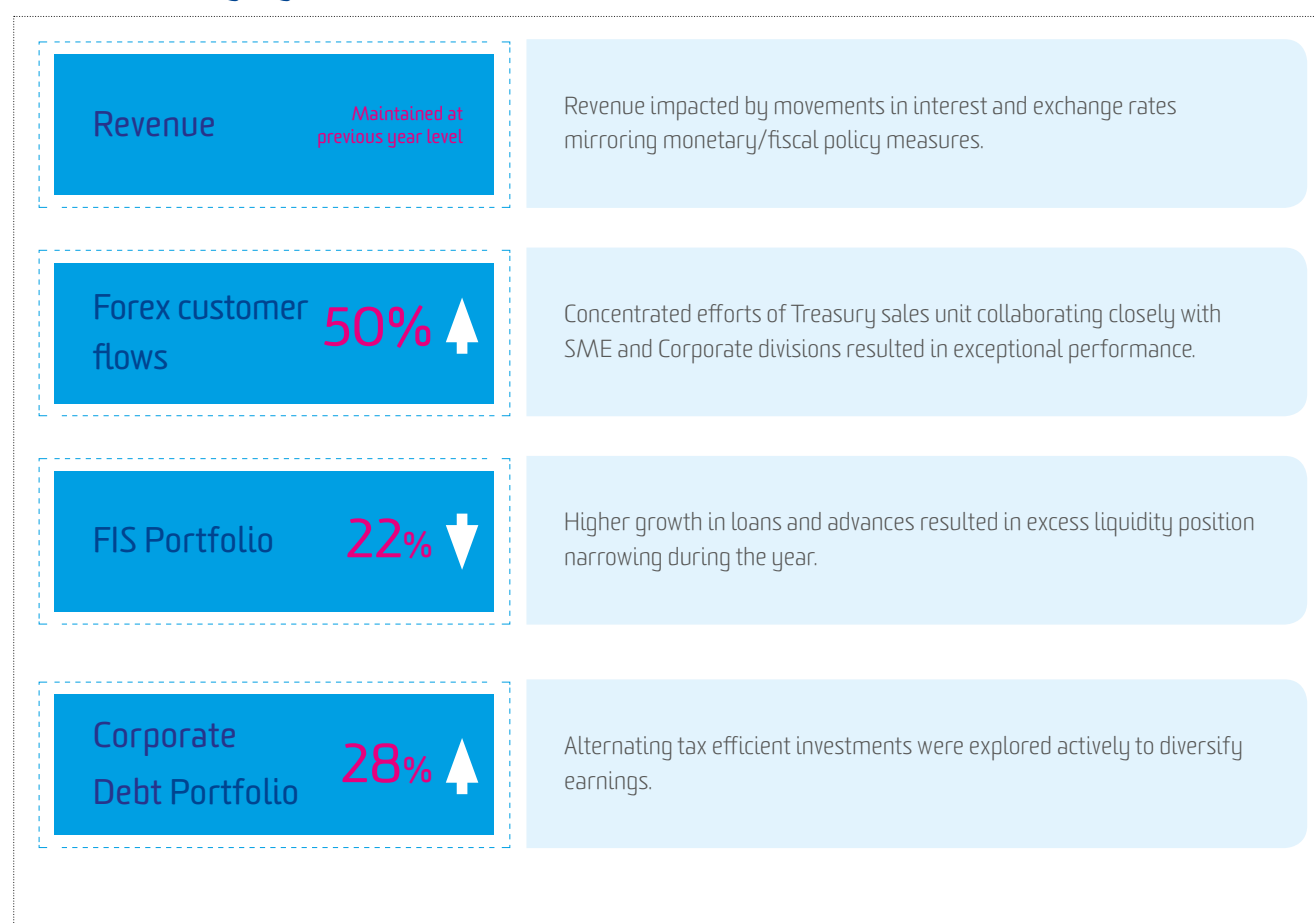 Revenue
Maintained at
previous year level
Revenue impacted by movements in interest and exchange rates
mirroring monetary/fiscal policy measures.
Forex customer
flows
50%
Concentrated efforts of Treasury sales unit collaborating closely with
SME and Corporate divisions resulted in exceptional performance.
FIS Portfolio
22%
Higher growth in loans and advances resulted in excess liquidity position
narrowing during the year.
Corporate
Debt Portfolio
28%
Alternating tax efficient investments were explored actively to diversify
earnings.